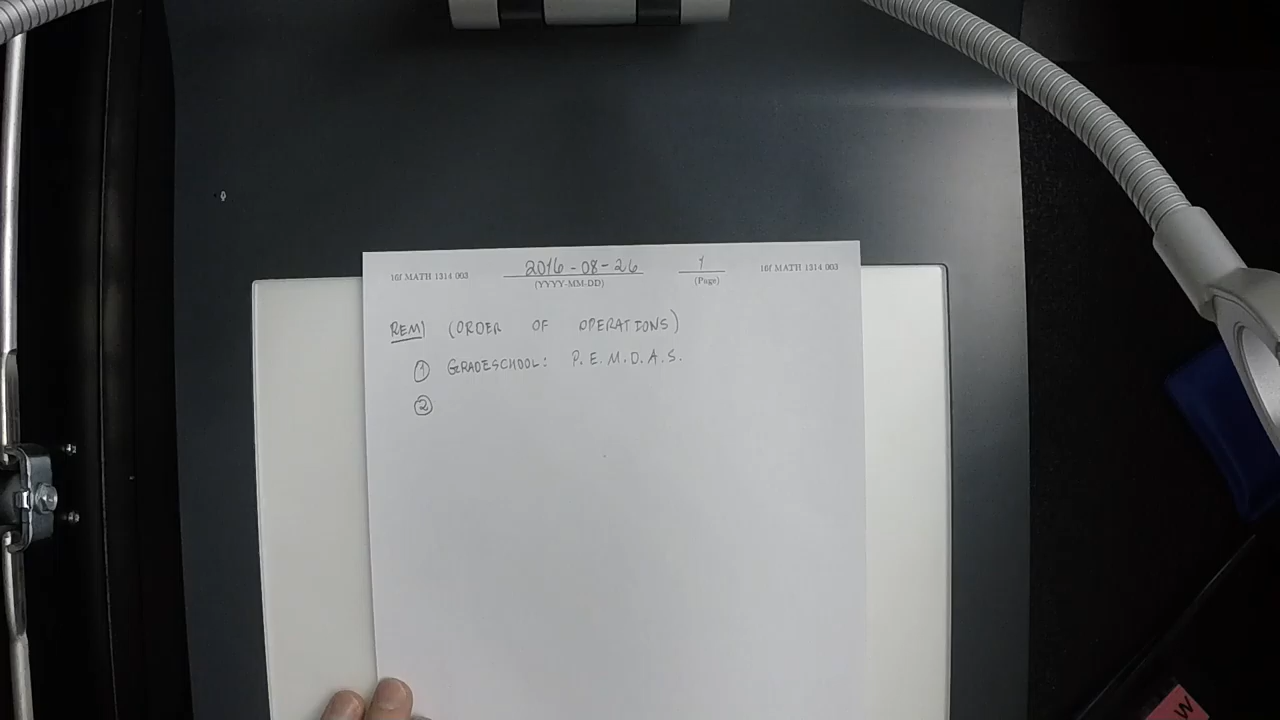 16f MATH 1314 003 2016-08-26 1 16f MATH 1314 003
(YYYY-MM-DD) (Page)
REM) (ORDER OF OPERATIONS)
① GRADESCHOOL: P. E. M. D. A. S.
②
W